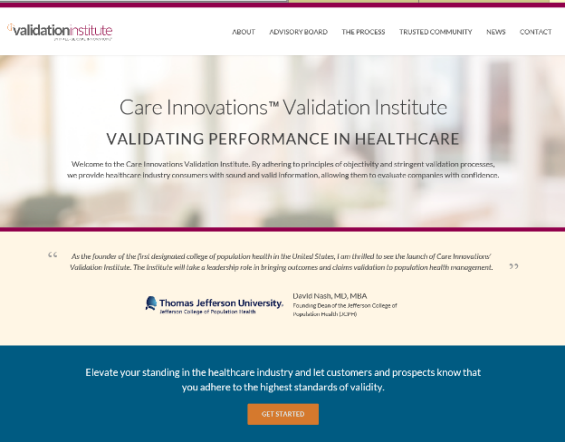 validationinstitute
ABOUT
ADVISORY BOARD
THE PROCESS
TRUSTED COMMUNITY
NEWS
CONTACT
Care Innovations™ Validation Institute
VALIDATING PERFORMANCE IN HEALTHCARE
Welcome to the Care Innovations Validation Institute. By adhering to principles of objectivity and stringent validation processes,
we provide healthcare industry consumers with sound and valid information, allowing them to evaluate companies with confidence.
“ As the founder of the first designated college of population health in the United States, I am thrilled to see the launch of Care Innovations'
Validation Institute. The Institute will take a leadership role in bringing outcomes and claims validation to population health management. ”
Thomas Jefferson University.
Jefferson College of Population Health
David Nash, MD, MBA
Founding Dean of the Jefferson College of
Population Health (JCPH)
Elevate your standing in the healthcare industry and let customers and prospects know that
you adhere to the highest standards of validity.
GET STARTED